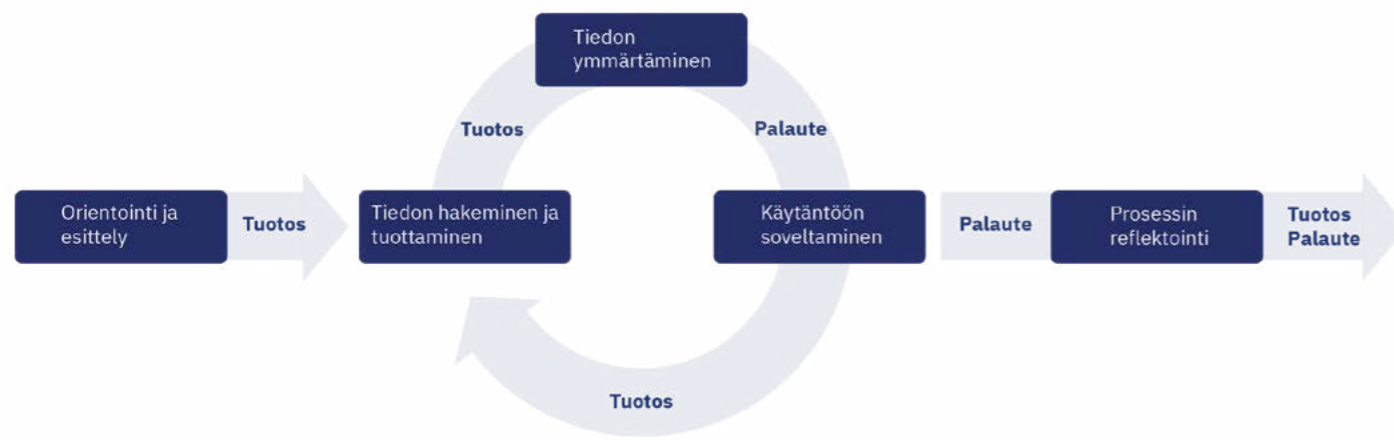 Tiedon
ymmärtäminen
Tuotos
Palaute
Orientointi ja
esittely
Tuotos
Tiedon hakeminen ja
tuottaminen
Käytäntöön
soveltaminen
Palaute
Prosessin
reflektointi
Tuotos
Palaute
Tuotos